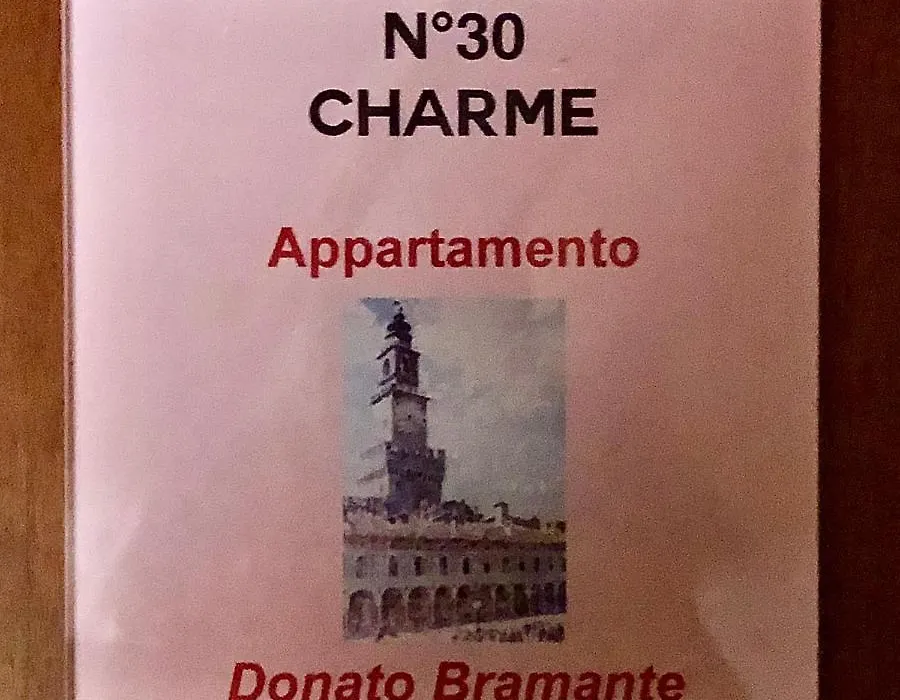 N°30
CHARME
Appartamento
Donato Bramante